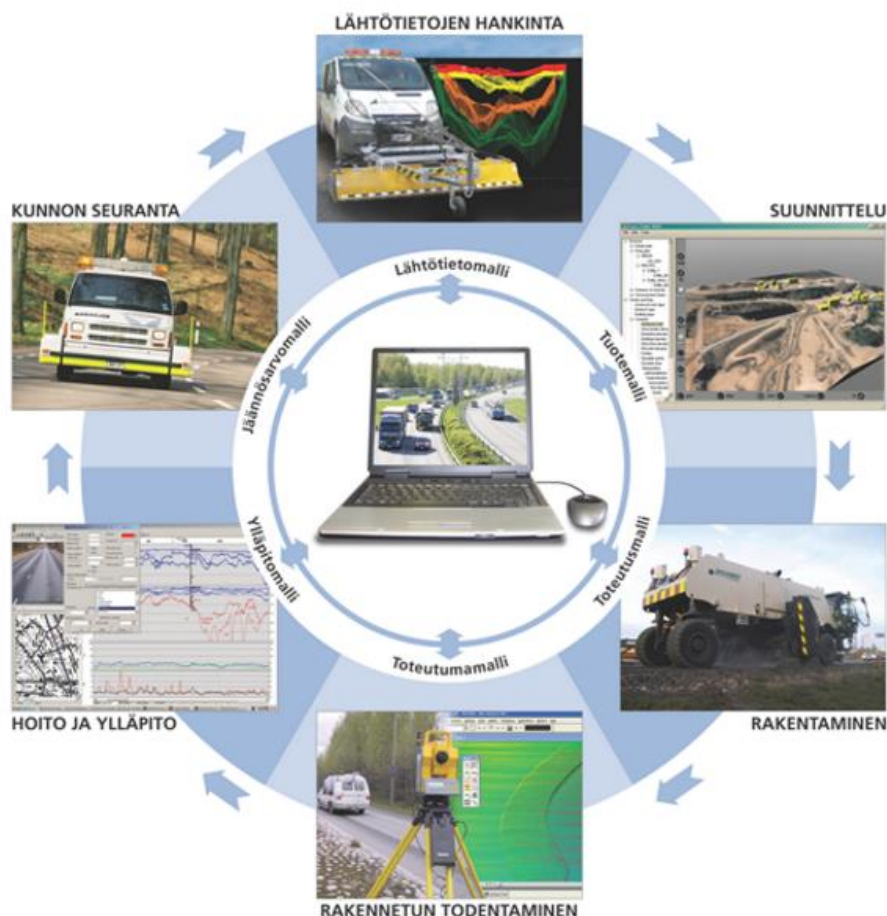 LÄHTÖTIETOJEN HANKINTA
SUUNNITTELU
RAKENTAMINEN
RAKENNETUN TODENTAMINEN
HOITO JA YLLÄPITO
KUNNON SEURANTA
Lähtötietomalli
Tuotemalli
Toteutusmalli
Toteutumamalli
Ylläpitomalli
Jäännösarvomalli